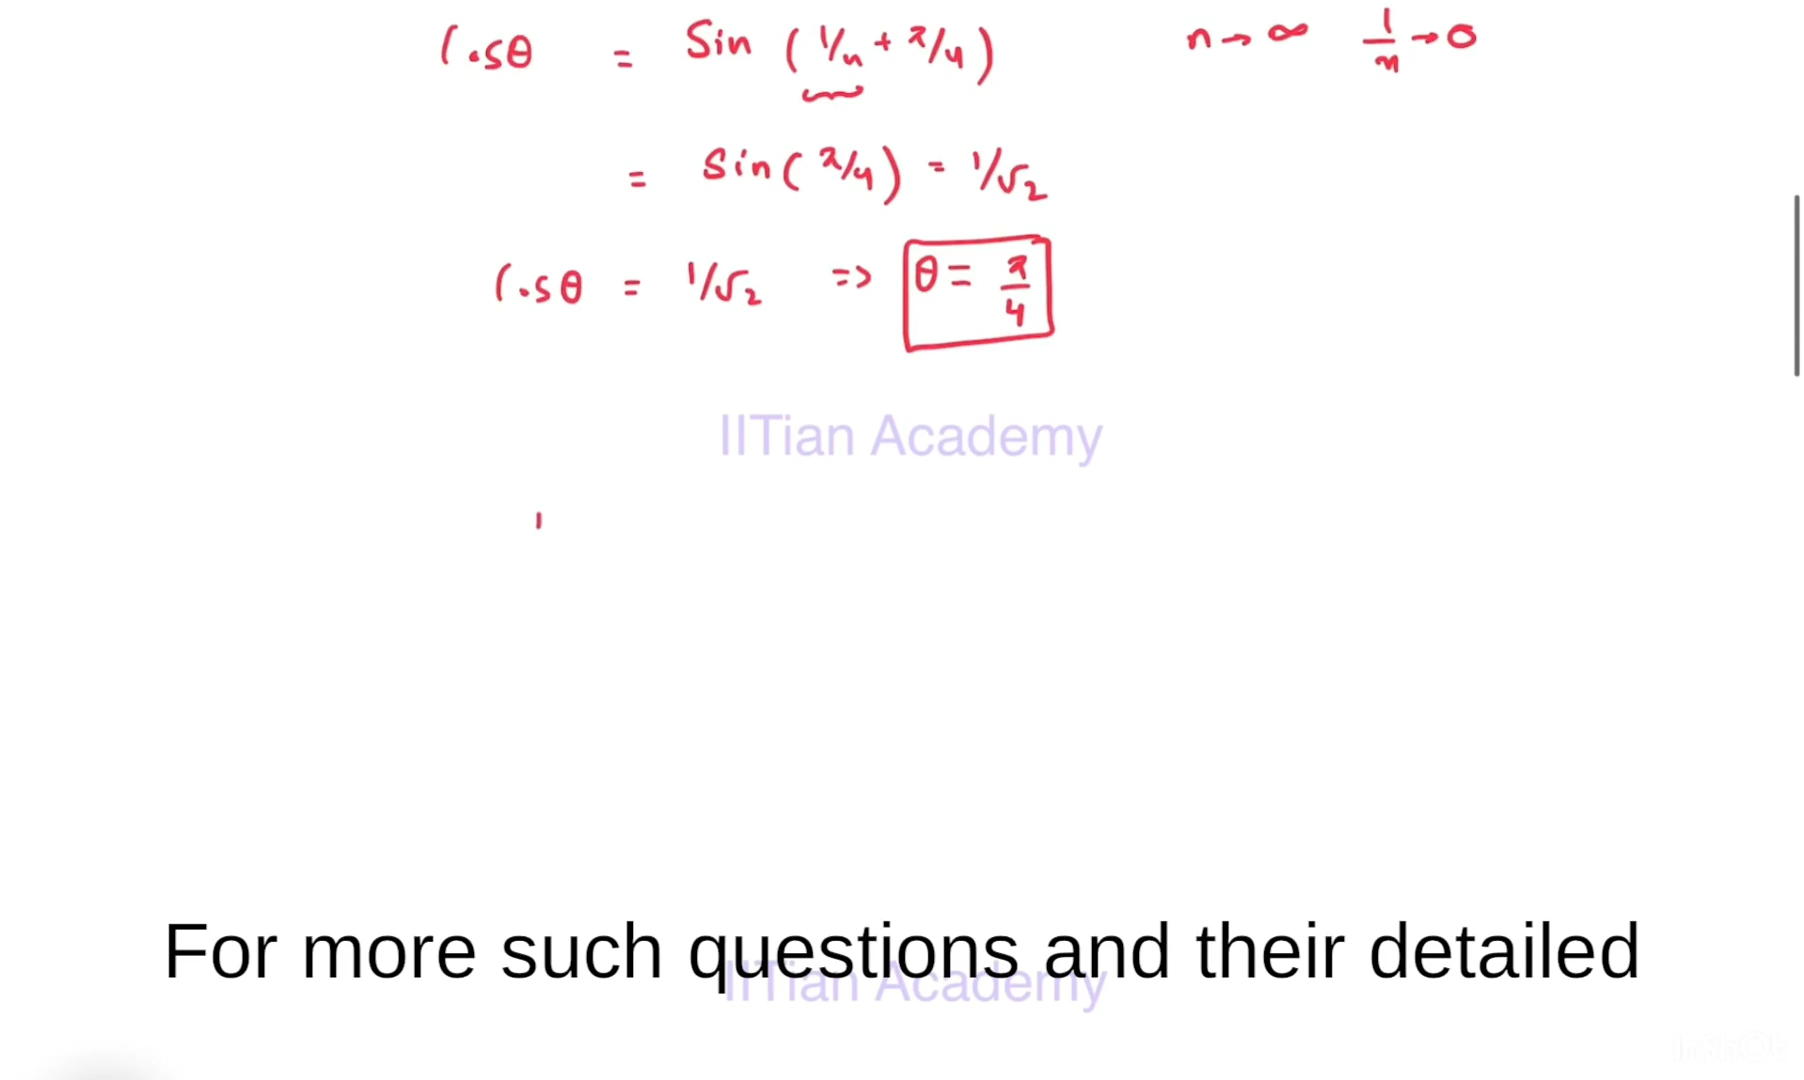 Cosθ = Sin (1/n + π/4) n → ∞ 1/n → 0
= Sin(π/4) = 1/√2
Cosθ = 1/√2 => θ = π/4
IITian Academy
For more such questions and their detailed
IITian Academy